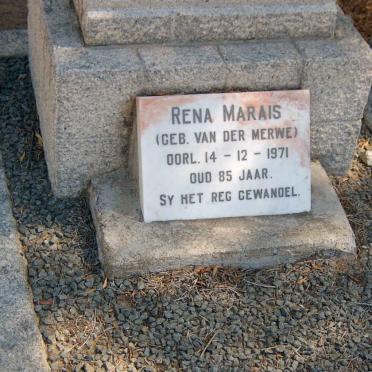 RENA MARAIS
(GEB. VAN DER MERWE)
OORL. 14 - 12 - 1971
OUD 85 JAAR.
SY HET REG GEWANDEL.